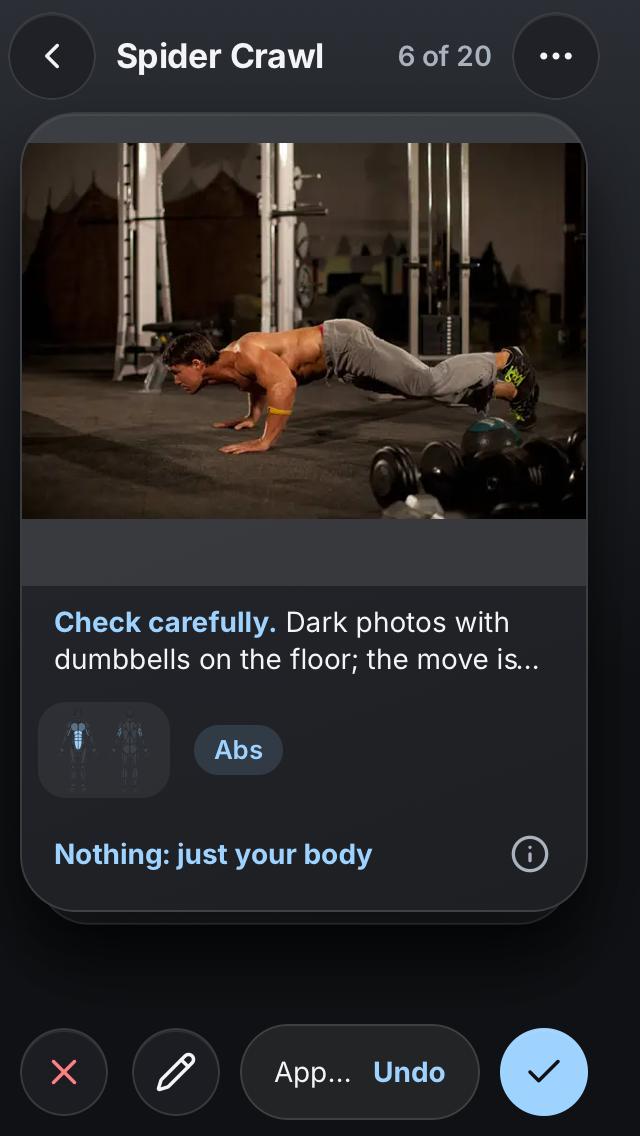 Spider Crawl
6 of 20
Check carefully. Dark photos with
dumbbells on the floor; the move is...
Abs
Nothing: just your body
App... Undo